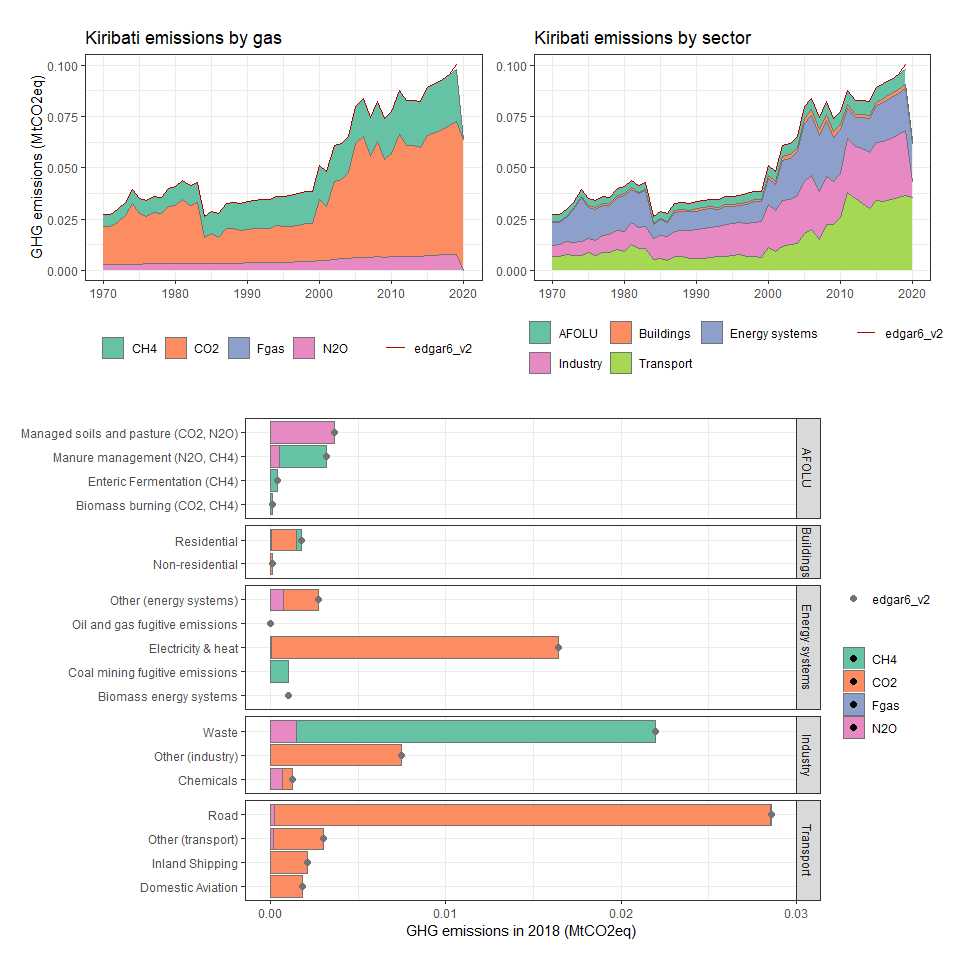 Kiribati emissions by gas
Kiribati emissions by sector
GHG emissions (MtCO2eq)
0.100
0.075
0.050
0.025
0.000
1970 1980 1990 2000 2010 2020
0.100
0.075
0.050
0.025
0.000
1970 1980 1990 2000 2010 2020
CH4 CO2 Fgas N2O edgar6_v2
AFOLU Buildings Energy systems edgar6_v2
Industry Transport
Managed soils and pasture (CO2, N2O)
Manure management (N2O, CH4)
Enteric Fermentation (CH4)
Biomass burning (CO2, CH4)
AFOLU
Residential
Non-residential
Buildings
Other (energy systems)
Oil and gas fugitive emissions
Electricity & heat
Coal mining fugitive emissions
Biomass energy systems
Energy systems
Waste
Other (industry)
Chemicals
Industry
Road
Other (transport)
Inland Shipping
Domestic Aviation
Transport
0.00 0.01 0.02 0.03
GHG emissions in 2018 (MtCO2eq)
edgar6_v2
CH4
CO2
Fgas
N2O